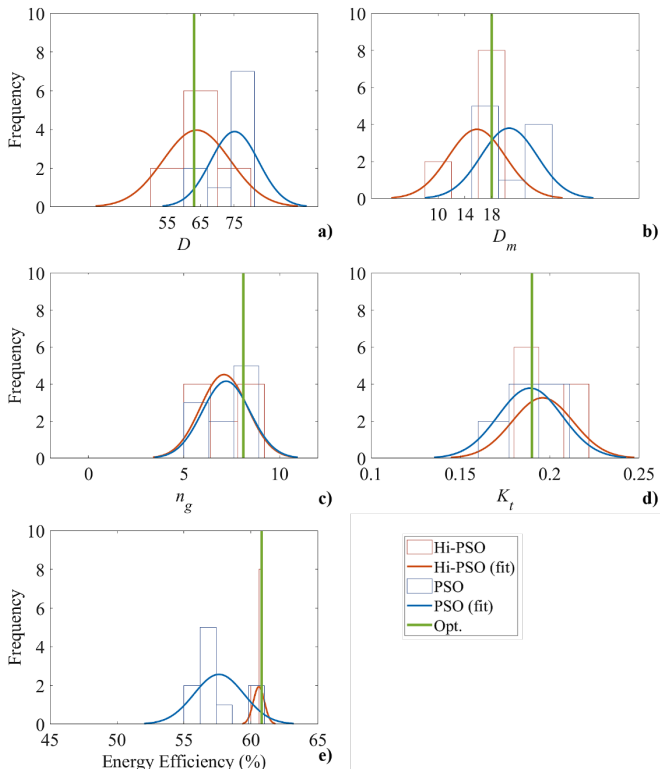 10
8
6
4
2
0
Frequency
55 65 75
D
a)
10
8
6
4
2
0
10 14 18
D_m
b)
10
8
6
4
2
0
Frequency
0 5 10
n_g
c)
10
8
6
4
2
0
0.1 0.15 0.2 0.25
K_t
d)
10
8
6
4
2
0
Frequency
45 50 55 60 65
Energy Efficiency (%)
e)
Hi-PSO
Hi-PSO (fit)
PSO
PSO (fit)
Opt.